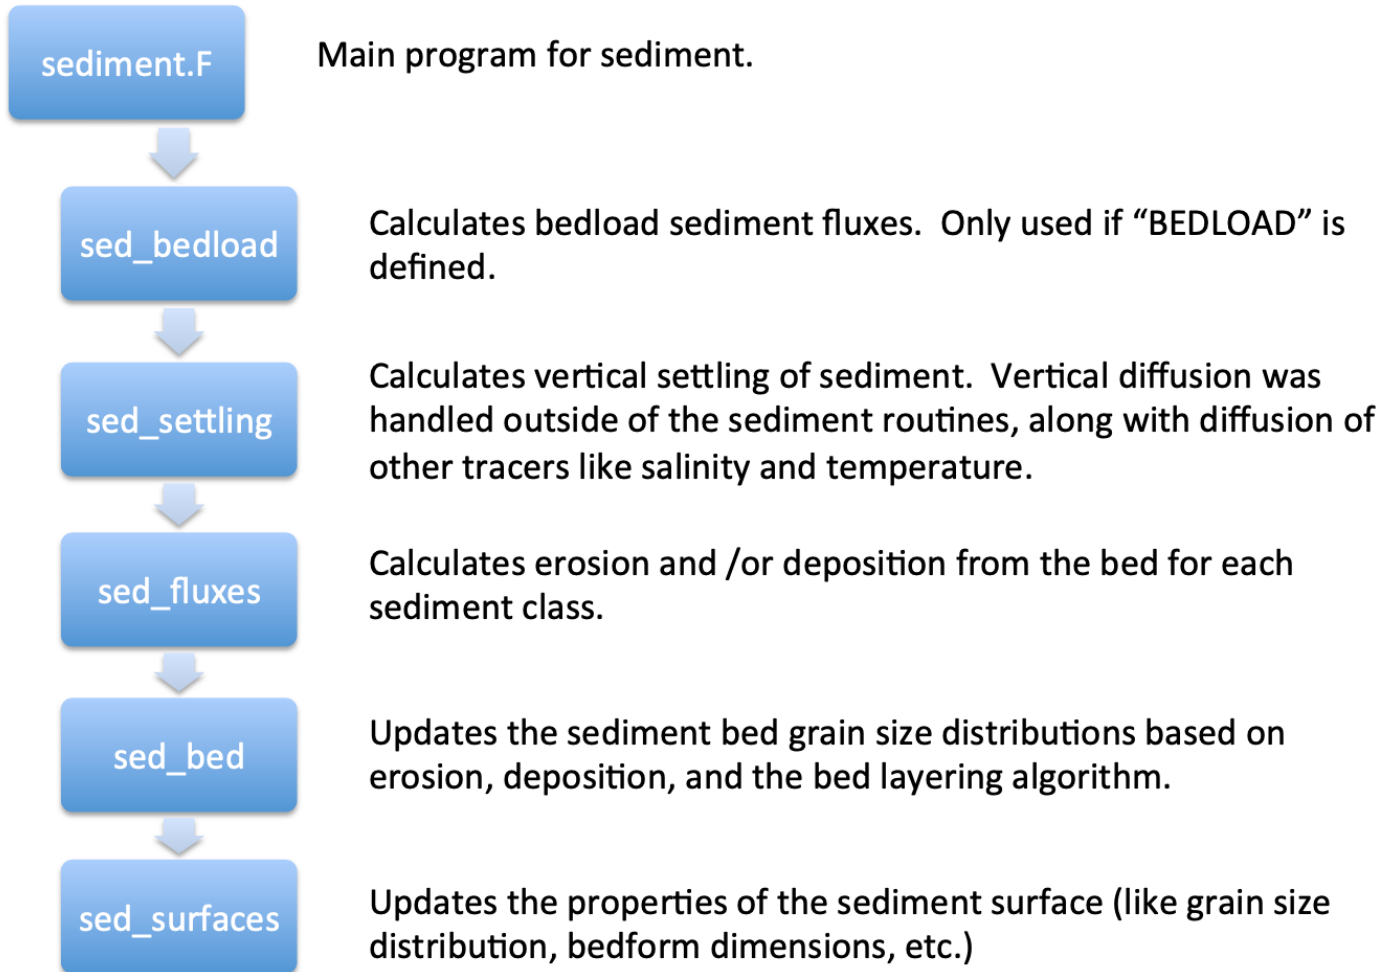 sediment.F
Main program for sediment.
sed_bedload
Calculates bedload sediment fluxes.  Only used if “BEDLOAD” is
defined.
sed_settling
Calculates vertical settling of sediment.  Vertical diffusion was
handled outside of the sediment routines, along with diffusion of
other tracers like salinity and temperature.
sed_fluxes
Calculates erosion and /or deposition from the bed for each
sediment class.
sed_bed
Updates the sediment bed grain size distributions based on
erosion, deposition, and the bed layering algorithm.
sed_surfaces
Updates the properties of the sediment surface (like grain size
distribution, bedform dimensions, etc.)